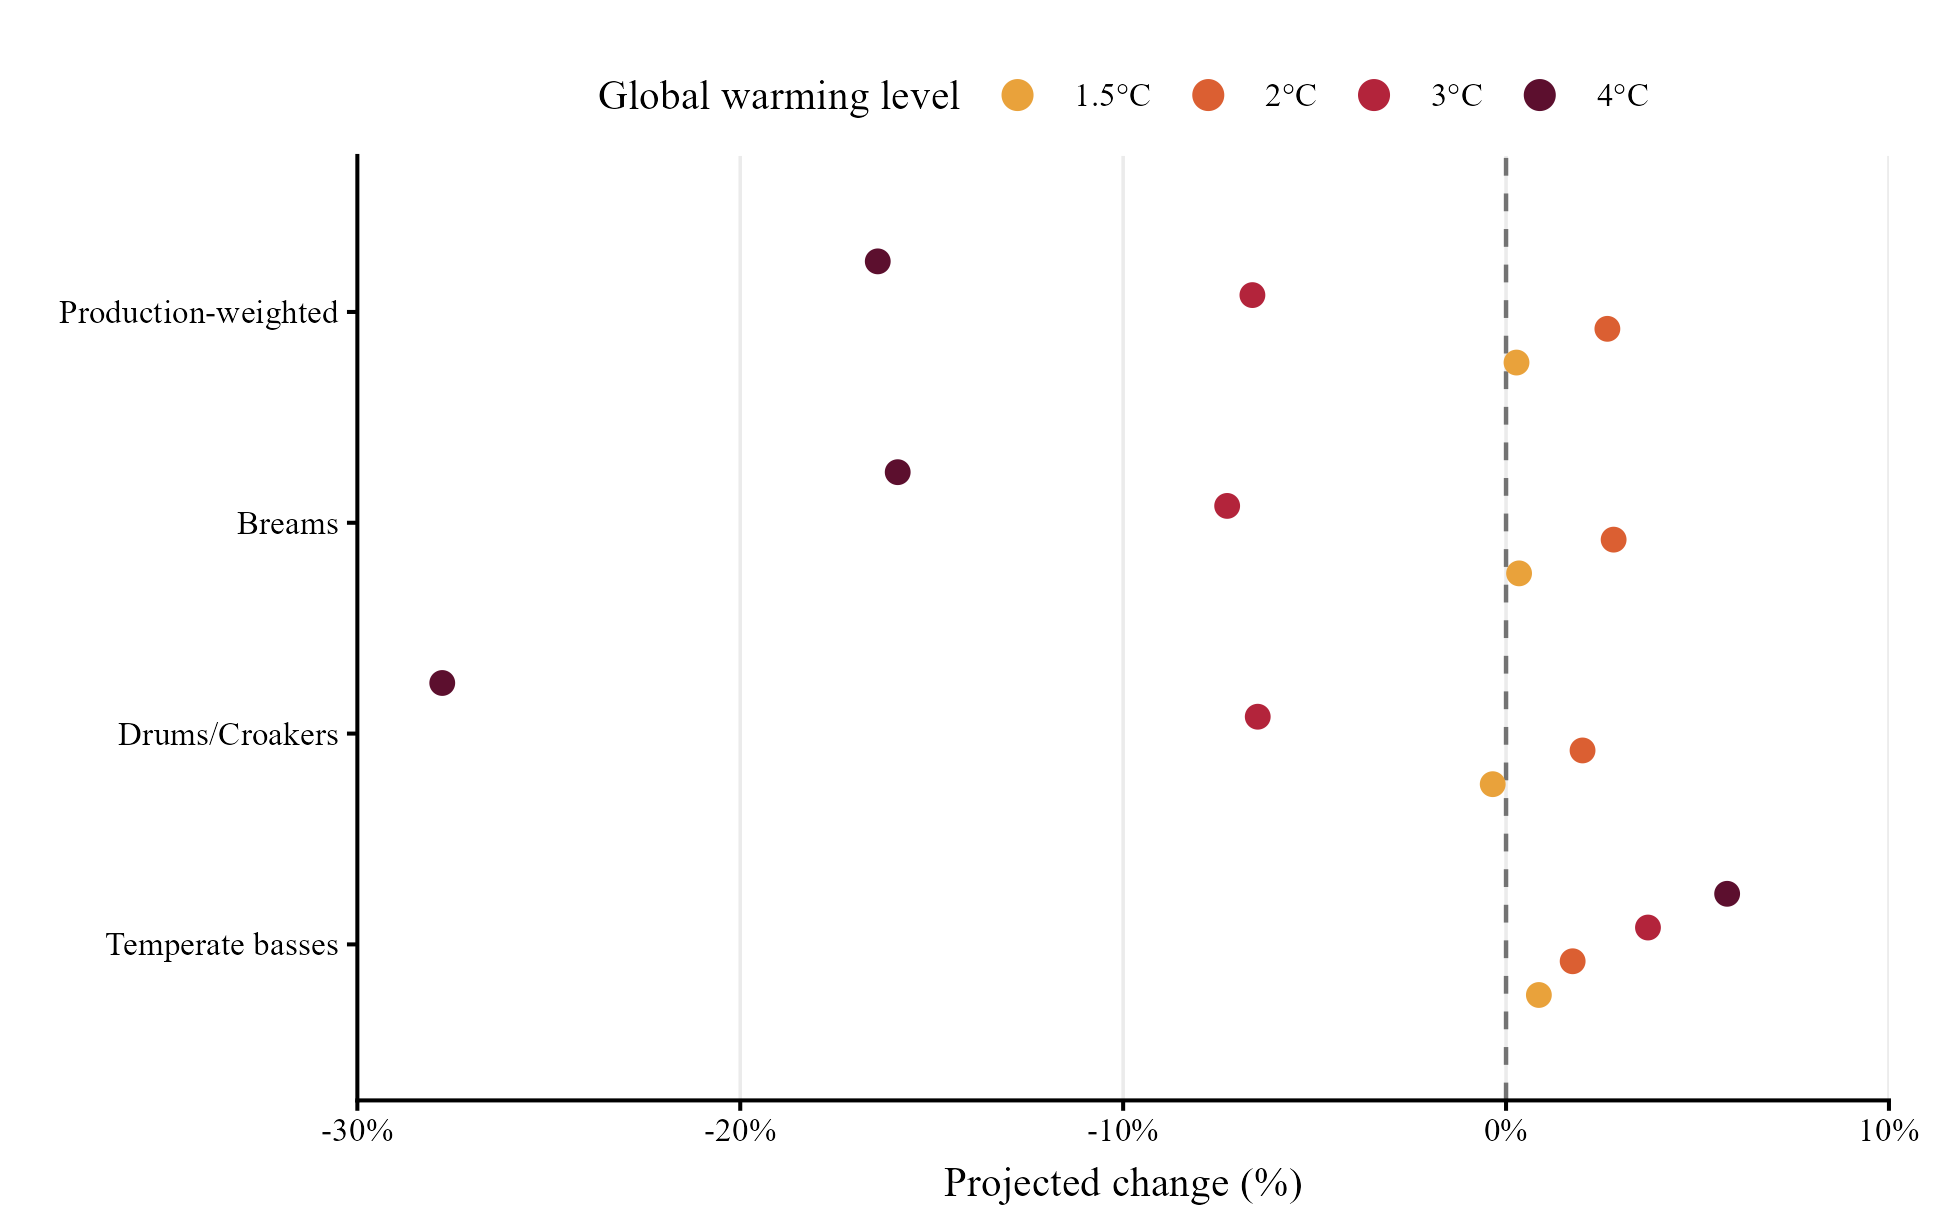 Global warming level 1.5°C 2°C 3°C 4°C
Production-weighted
Breams
Drums/Croakers
Temperate basses
-30% -20% -10% 0% 10%
Projected change (%)